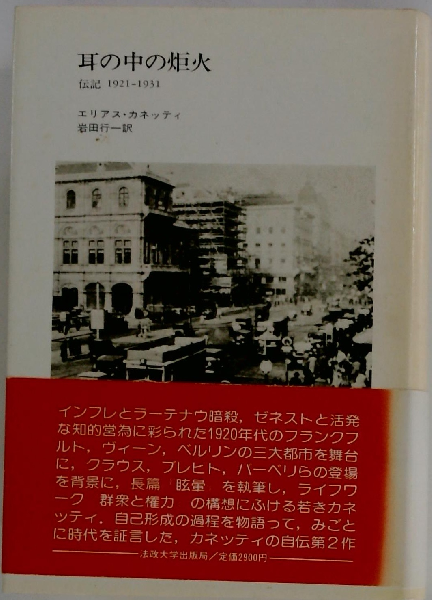 耳の中の炬火
伝記 1921-1931
エリアス・カネッティ
岩田行一訳
インフレとラーテナウ暗殺，ゼネストと活発
な知的営為に彩られた1920年代のフランクフ
ルト，ヴィーン，ベルリンの三大都市を舞台
に，クラウス，ブレヒト，バーベリらの登場
を背景に，長篇 眩暈 を執筆し，ライフワ
ーク 群衆と権力 の構想にふける若きカネ
ッティ．自己形成の過程を物語って，みごと
に時代を証言した，カネッティの自伝第2作
法政大学出版局／定価2900円